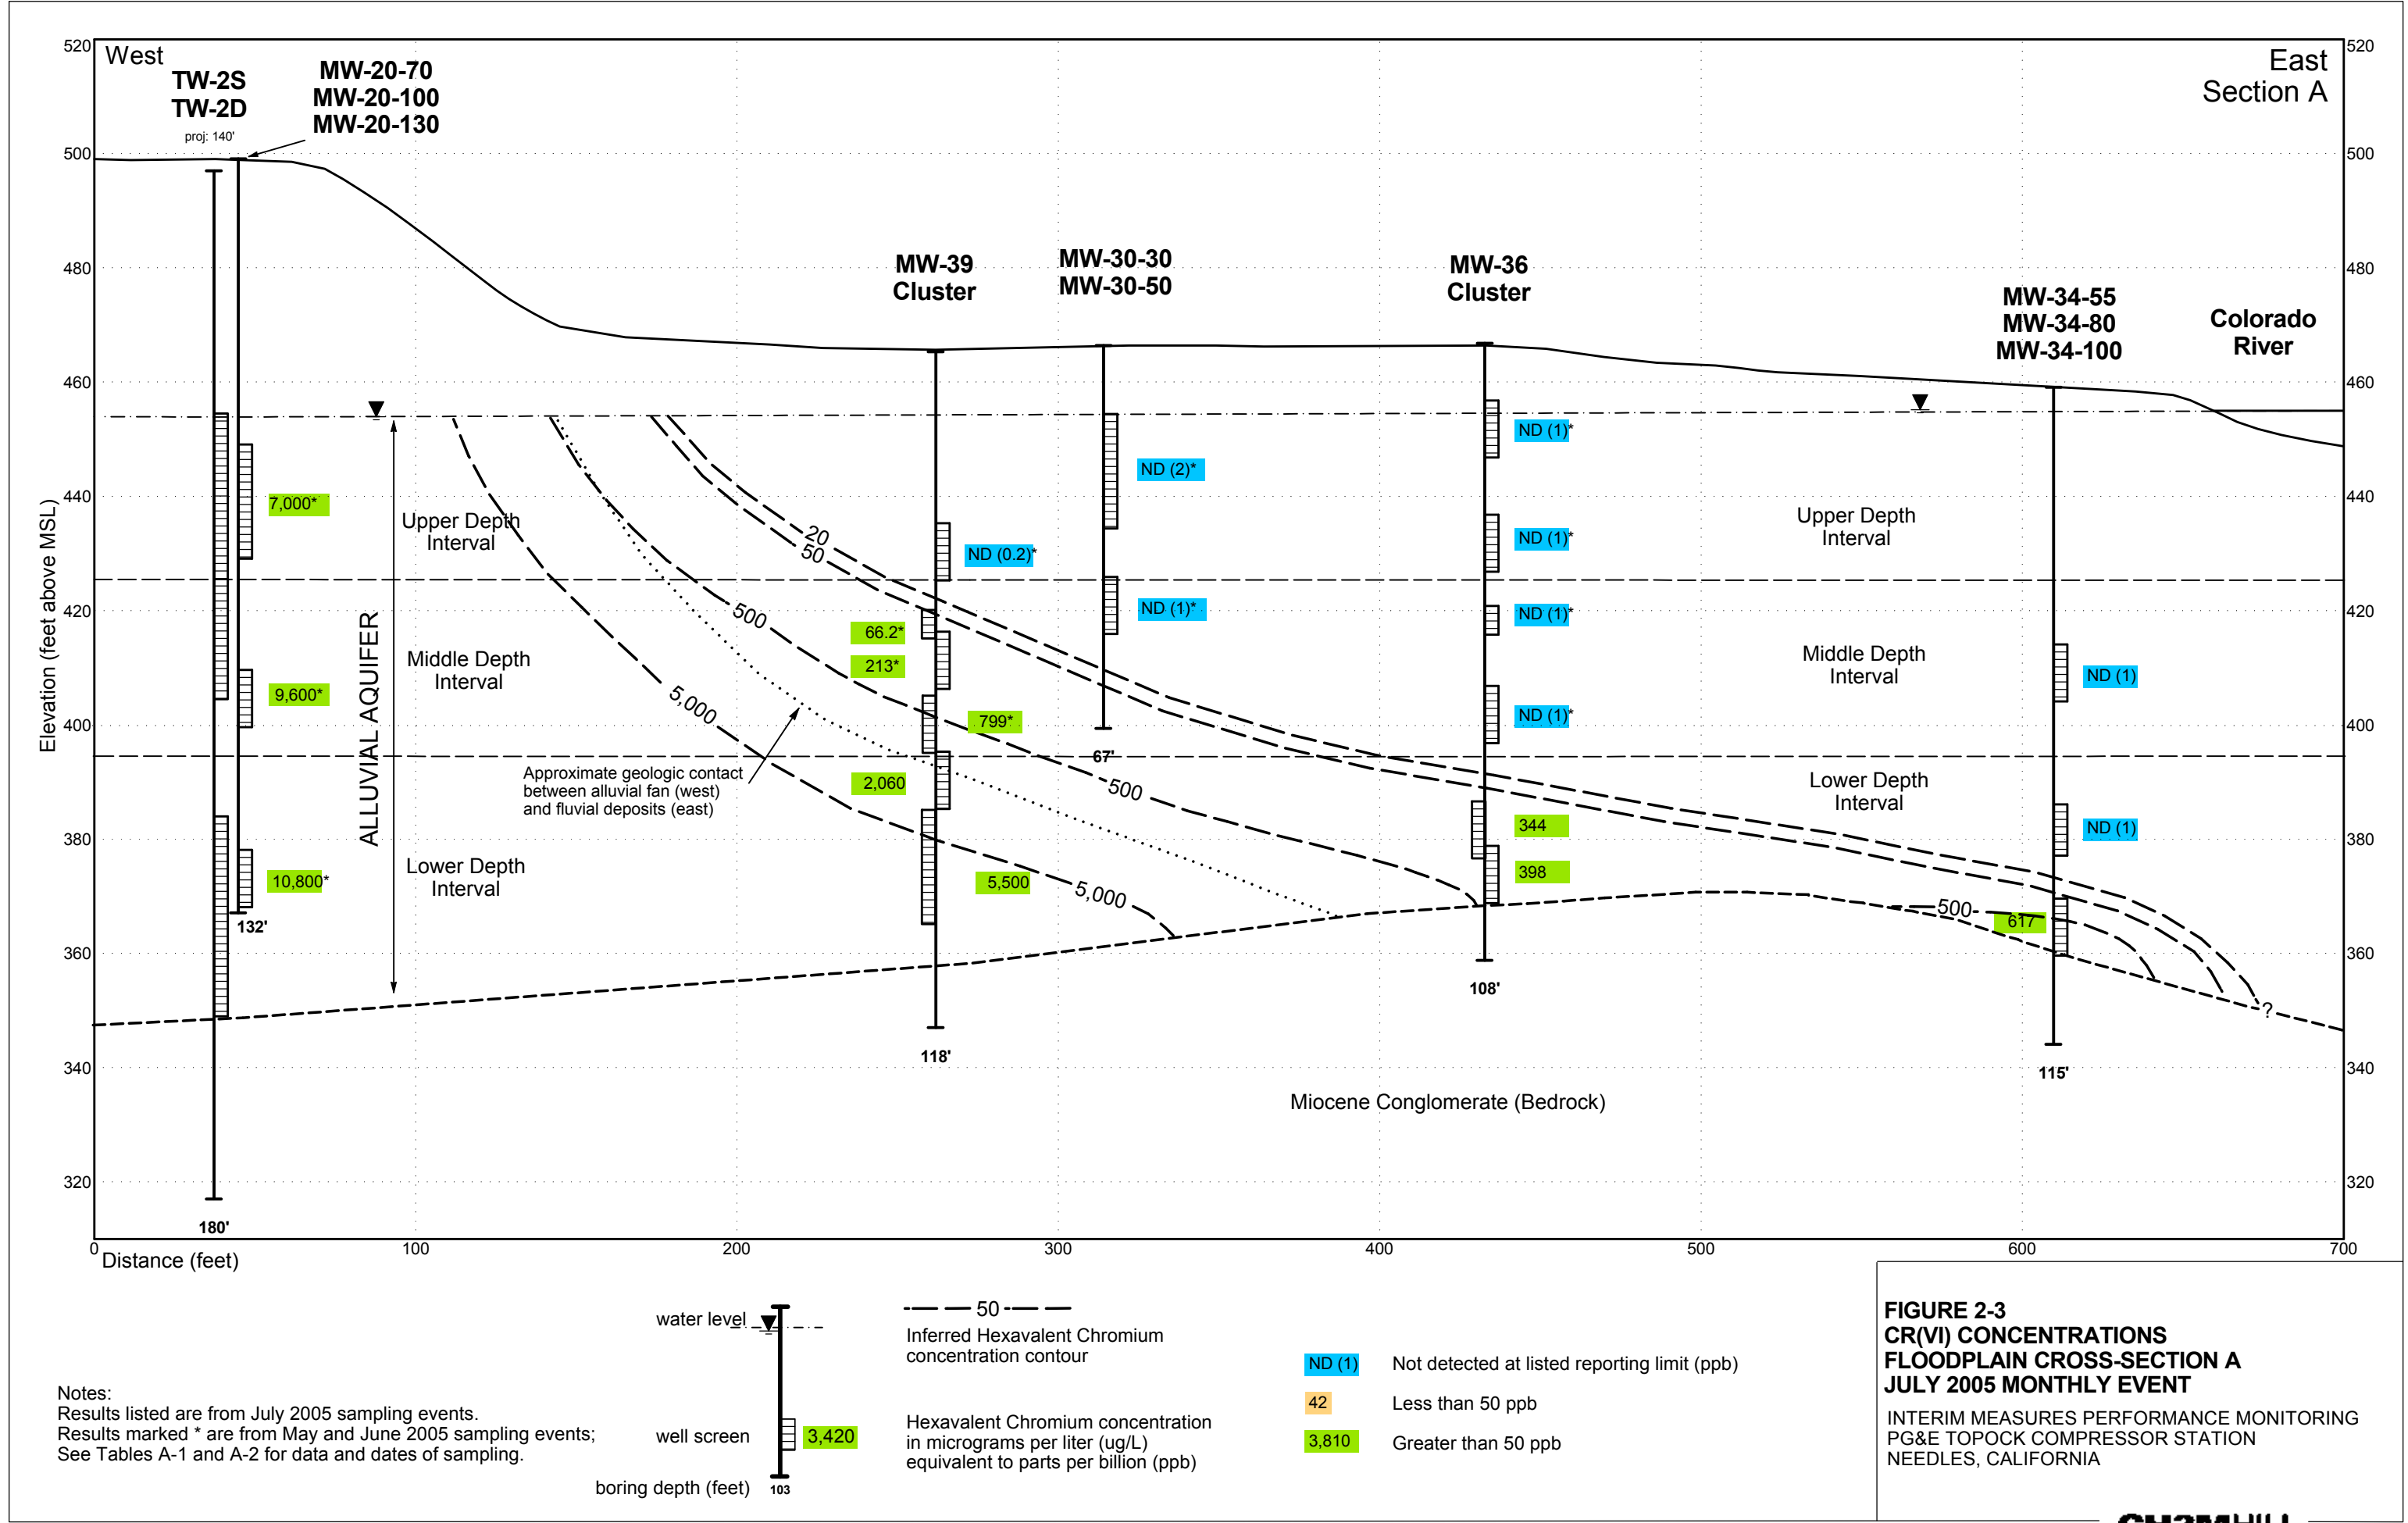 520
West
TW-2S
TW-2D
proj: 140'
MW-20-70
MW-20-100
MW-20-130
520
East
Section A
500
500
480
MW-39
Cluster
MW-30-30
MW-30-50
MW-36
Cluster
480
MW-34-55
MW-34-80
MW-34-100
Colorado
River
460
460
ND (1)*
ND (2)*
440
7,000*
440
Upper Depth
Interval
Upper Depth
Interval
20
50
ND (0.2)*
ND (1)*
420
500
ND (1)*
ND (1)*
420
66.2*
213*
ALLUVIAL AQUIFER
Elevation (feet above MSL)
Middle Depth
Interval
Middle Depth
Interval
ND (1)
9,600*
5,000
799*
ND (1)*
400
400
67'
Approximate geologic contact
between alluvial fan (west)
and fluvial deposits (east)
2,060
500
Lower Depth
Interval
344
ND (1)
380
380
Lower Depth
Interval
10,800*
5,500
5,000
398
132'
500
617
360
360
108'
?
118'
115'
340
340
Miocene Conglomerate (Bedrock)
320
320
180'
0
100
200
300
400
500
600
700
Distance (feet)
water level
50
Inferred Hexavalent Chromium
concentration contour
well screen
3,420
Hexavalent Chromium concentration
in micrograms per liter (ug/L)
equivalent to parts per billion (ppb)
boring depth (feet)
103
ND (1)
Not detected at listed reporting limit (ppb)
42
Less than 50 ppb
3,810
Greater than 50 ppb
Notes:
Results listed are from July 2005 sampling events.
Results marked * are from May and June 2005 sampling events;
See Tables A-1 and A-2 for data and dates of sampling.
FIGURE 2-3
CR(VI) CONCENTRATIONS
FLOODPLAIN CROSS-SECTION A
JULY 2005 MONTHLY EVENT
INTERIM MEASURES PERFORMANCE MONITORING
PG&E TOPOCK COMPRESSOR STATION
NEEDLES, CALIFORNIA
CH2MHILL